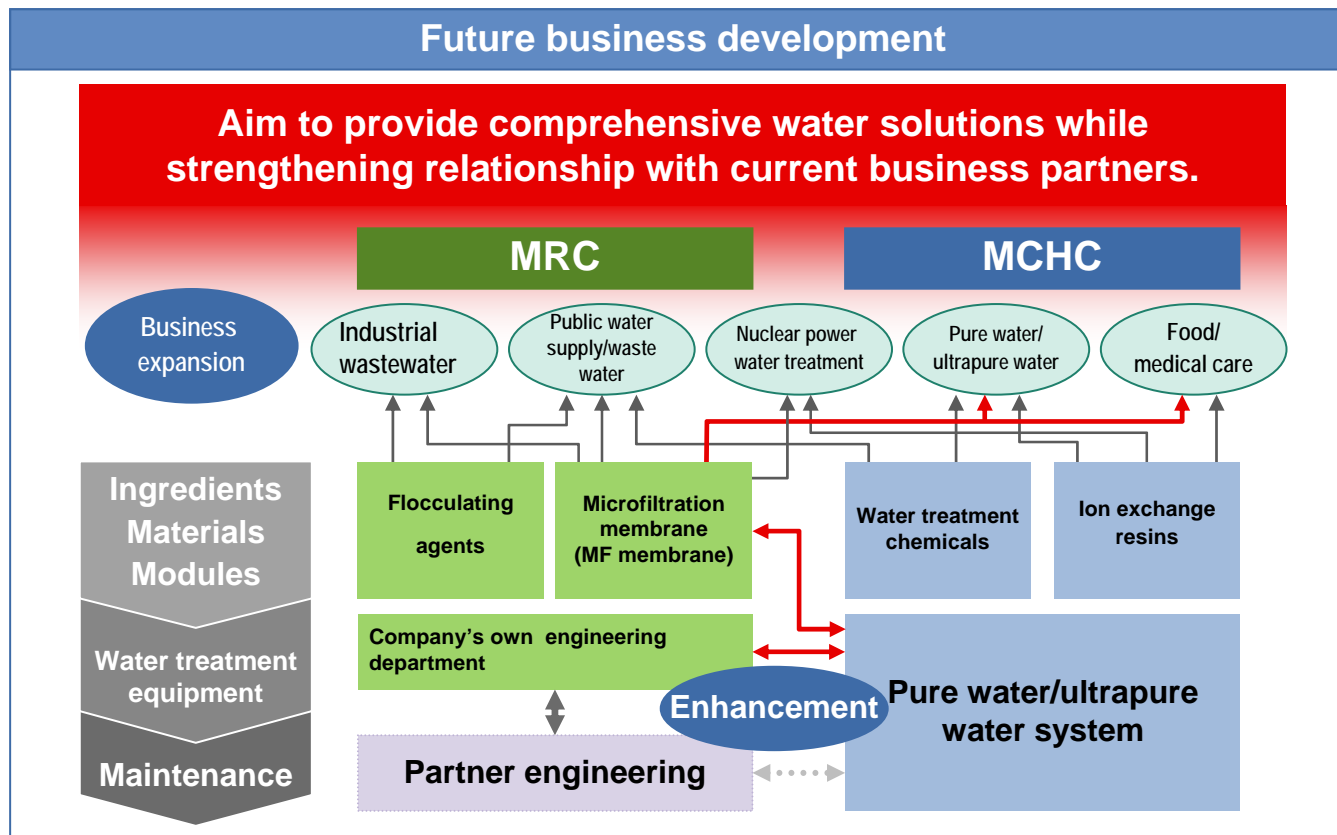 Future business development
Aim to provide comprehensive water solutions while
strengthening relationship with current business partners.
MRC
MCHC
Business
expansion
Industrial
wastewater
Public water
supply/waste
water
Nuclear power
water treatment
Pure water/
ultrapure water
Food/
medical care
Ingredients
Materials
Modules
Flocculating
agents
Microfiltration
membrane
(MF membrane)
Water treatment
chemicals
Ion exchange
resins
Water treatment
equipment
Company’s own engineering
department
Enhancement
Pure water/ultrapure
water system
Maintenance
Partner engineering